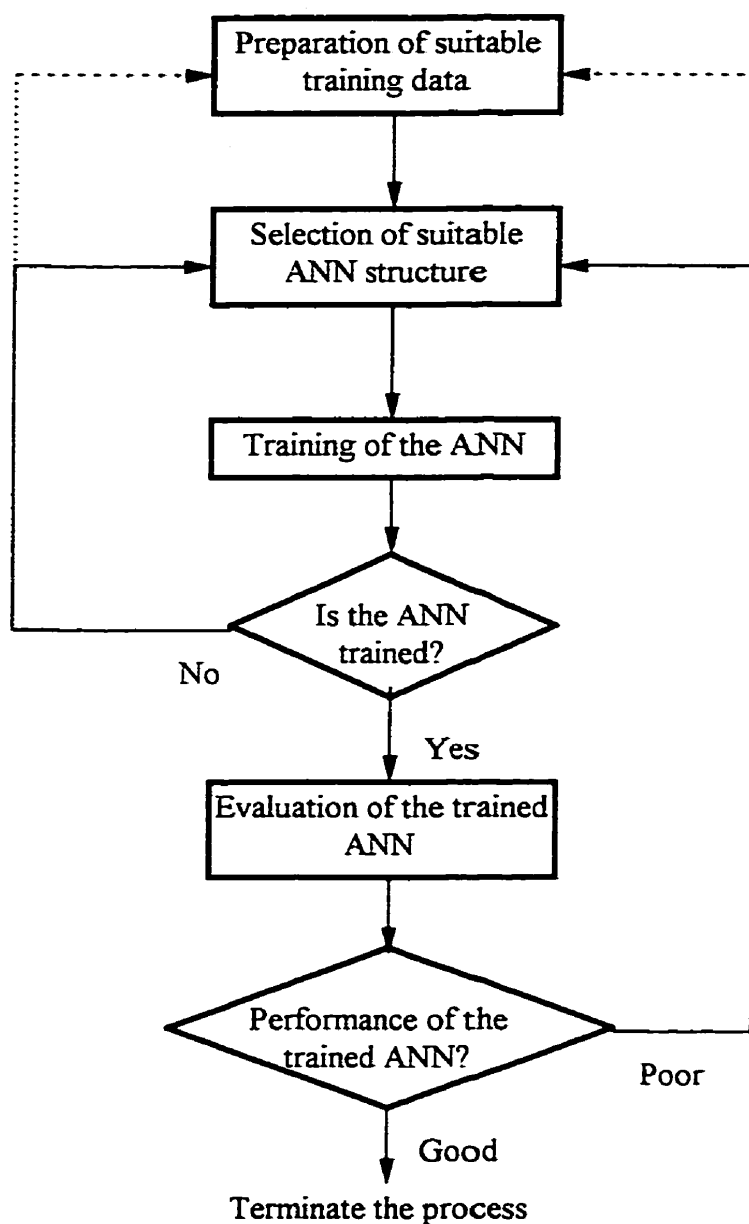 Preparation of suitable
training data
Selection of suitable
ANN structure
Training of the ANN
Is the ANN
trained?
No
Yes
Evaluation of the trained
ANN
Performance of the
trained ANN?
Poor
Good
Terminate the process